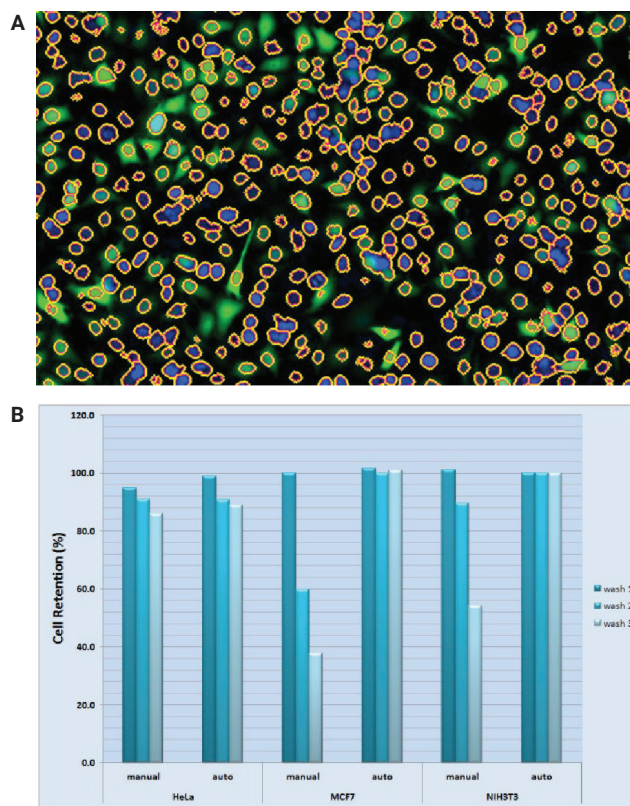 A
B
120.0
100.0
80.0
60.0
40.0
20.0
0.0
Cell Retention (%)
wash 1
wash 2
wash 3
manual auto manual auto manual auto
HeLa MCF7 NIH3T3